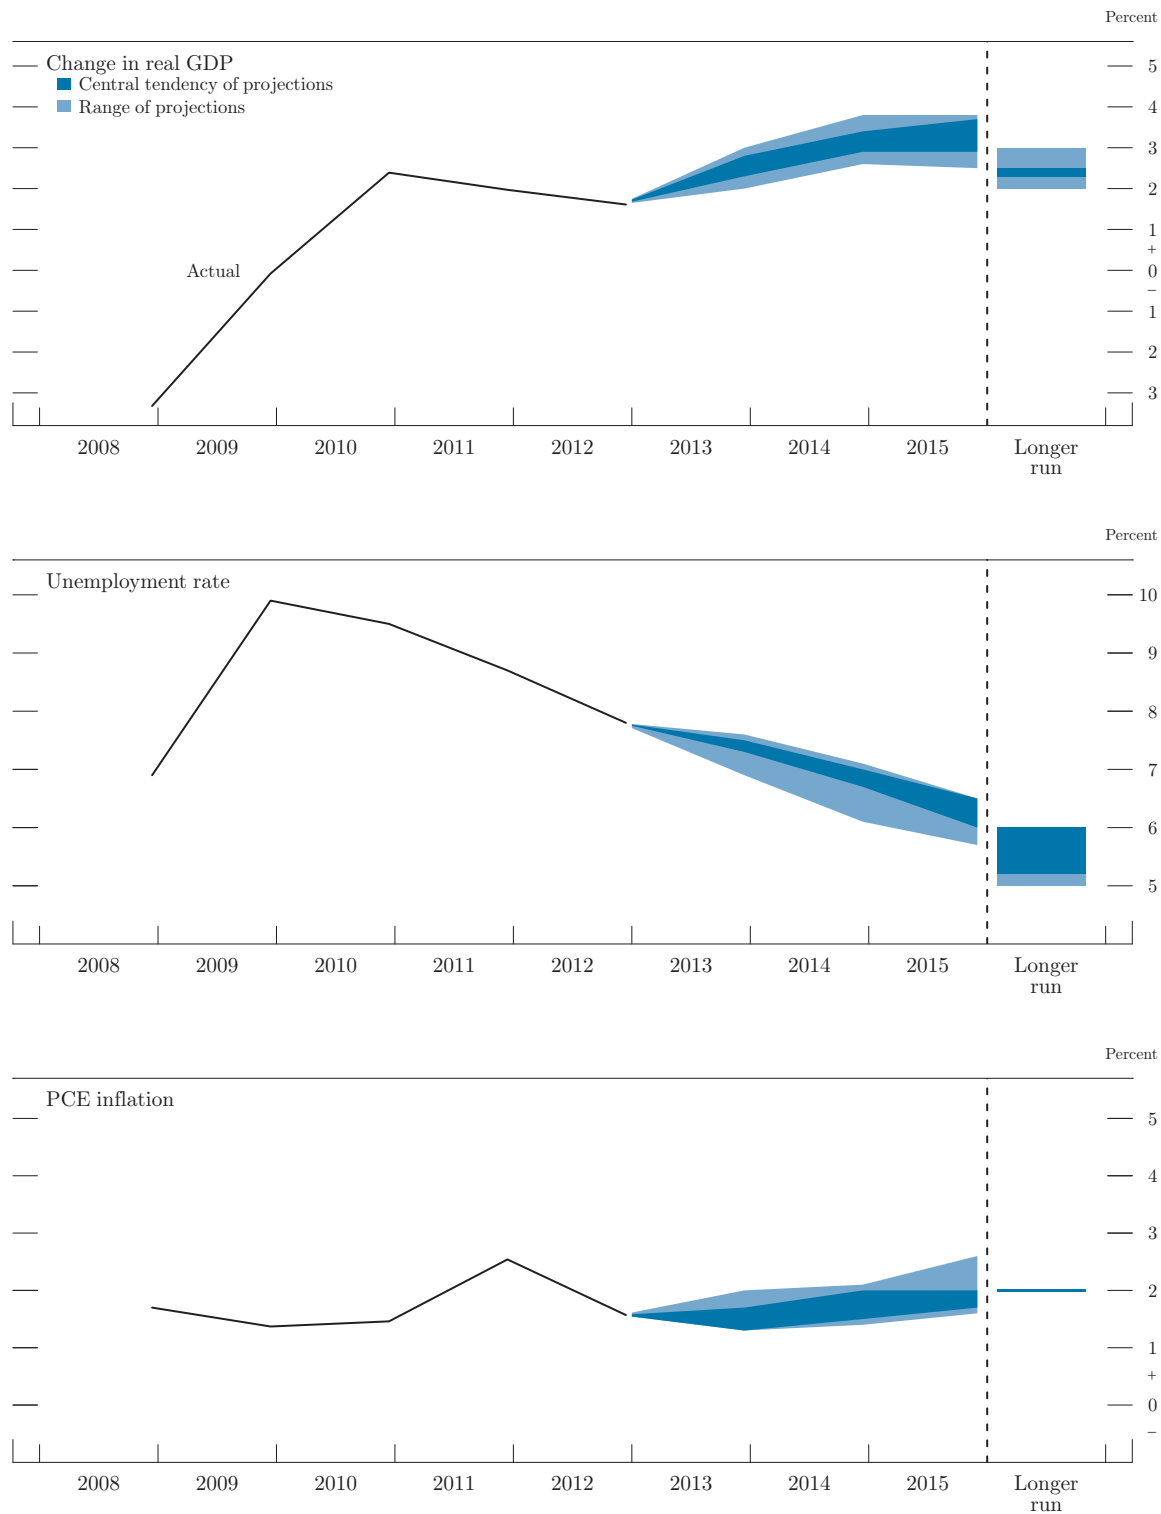 Percent
Change in real GDP
Central tendency of projections
Range of projections
Actual
5
4
3
2
1
+
0
−
1
2
3
2008 2009 2010 2011 2012 2013 2014 2015 Longer
run
Percent
Unemployment rate
10
9
8
7
6
5
2008 2009 2010 2011 2012 2013 2014 2015 Longer
run
Percent
PCE inflation
5
4
3
2
1
+
0
−
2008 2009 2010 2011 2012 2013 2014 2015 Longer
run